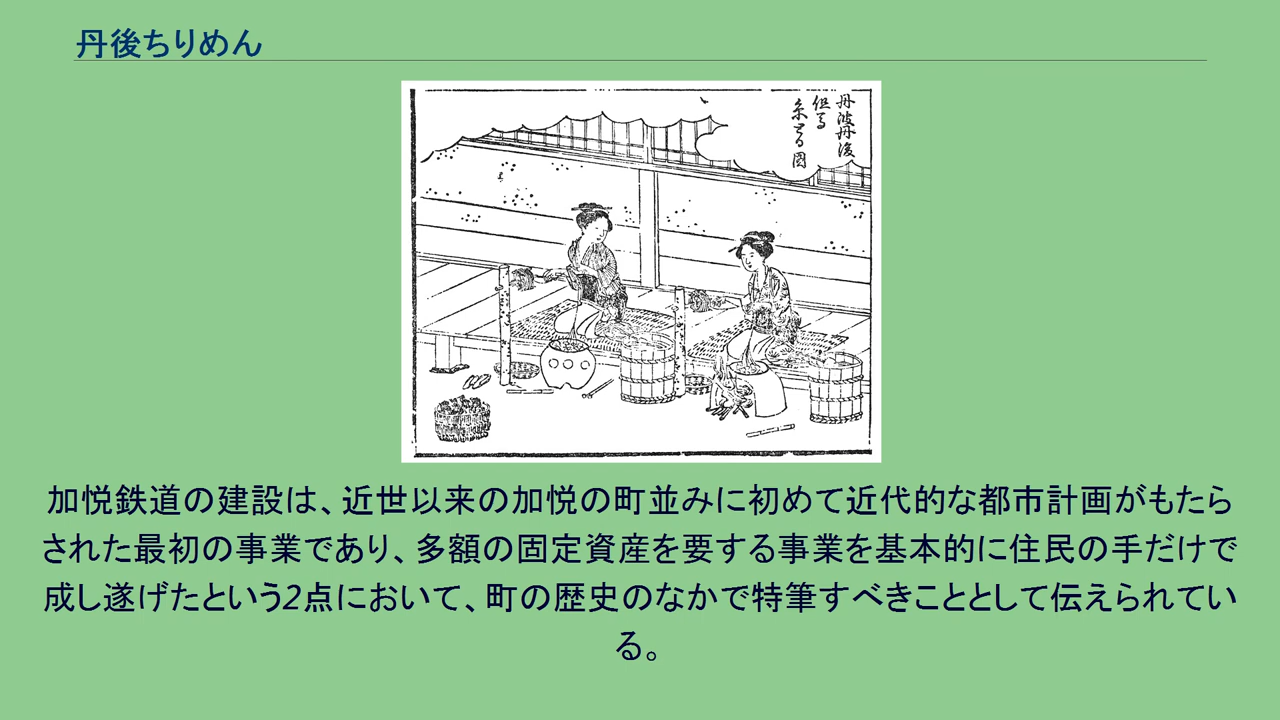 丹後ちりめん
丹波丹後
但馬
糸とる図
加悦鉄道の建設は、近世以来の加悦の町並みに初めて近代的な都市計画がもたら
された最初の事業であり、多額の固定資産を要する事業を基本的に住民の手だけで
成し遂げたという2点において、町の歴史のなかで特筆すべきこととして伝えられてい
る。